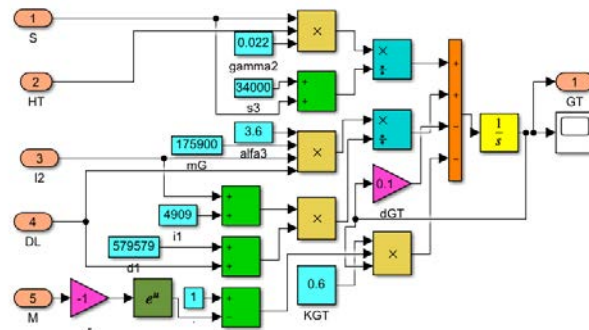 1
S
0.022
gamma2
2
HT
34000
s3
1
GT
3.6
alfa3
175900
mG
3
I2
0.1
dGT
4909
i1
4
DL
579579
d1
5
M
-1
e^u
1
0.6
KGT
1/s